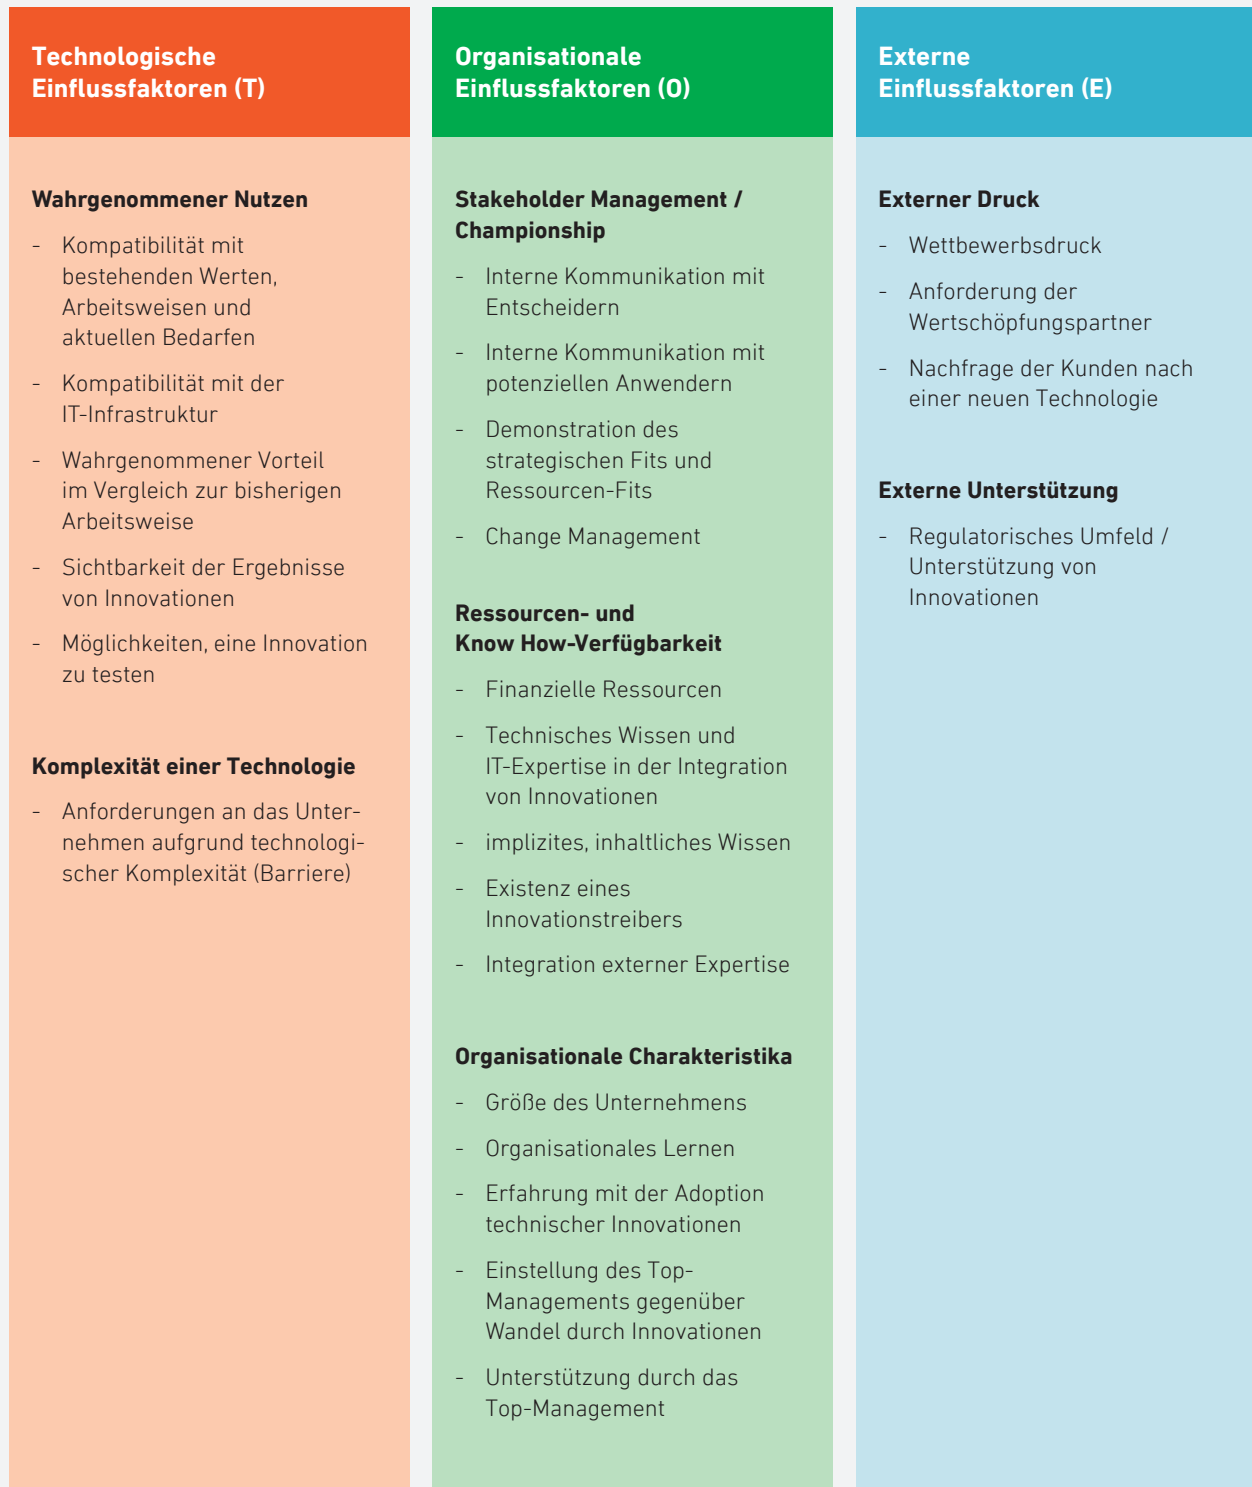 Technologische
Einflussfaktoren (T)
Wahrgenommener Nutzen
- Kompatibilität mit
bestehenden Werten,
Arbeitsweisen und
aktuellen Bedarfen
- Kompatibilität mit der
IT-Infrastruktur
- Wahrgenommener Vorteil
im Vergleich zur bisherigen
Arbeitsweise
- Sichtbarkeit der Ergebnisse
von Innovationen
- Möglichkeiten, eine Innovation
zu testen
Komplexität einer Technologie
- Anforderungen an das Unter-
nehmen aufgrund technologi-
scher Komplexität (Barriere)
Organisationale
Einflussfaktoren (O)
Stakeholder Management /
Championship
- Interne Kommunikation mit
Entscheidern
- Interne Kommunikation mit
potenziellen Anwendern
- Demonstration des
strategischen Fits und
Ressourcen-Fits
- Change Management
Ressourcen- und
Know How-Verfügbarkeit
- Finanzielle Ressourcen
- Technisches Wissen und
IT-Expertise in der Integration
von Innovationen
- implizites, inhaltliches Wissen
- Existenz eines
Innovationstreibers
- Integration externer Expertise
Organisationale Charakteristika
- Größe des Unternehmens
- Organisationales Lernen
- Erfahrung mit der Adoption
technischer Innovationen
- Einstellung des Top-
Managements gegenüber
Wandel durch Innovationen
- Unterstützung durch das
Top-Management
Externe
Einflussfaktoren (E)
Externer Druck
- Wettbewerbsdruck
- Anforderung der
Wertschöpfungspartner
- Nachfrage der Kunden nach
einer neuen Technologie
Externe Unterstützung
- Regulatorisches Umfeld /
Unterstützung von
Innovationen